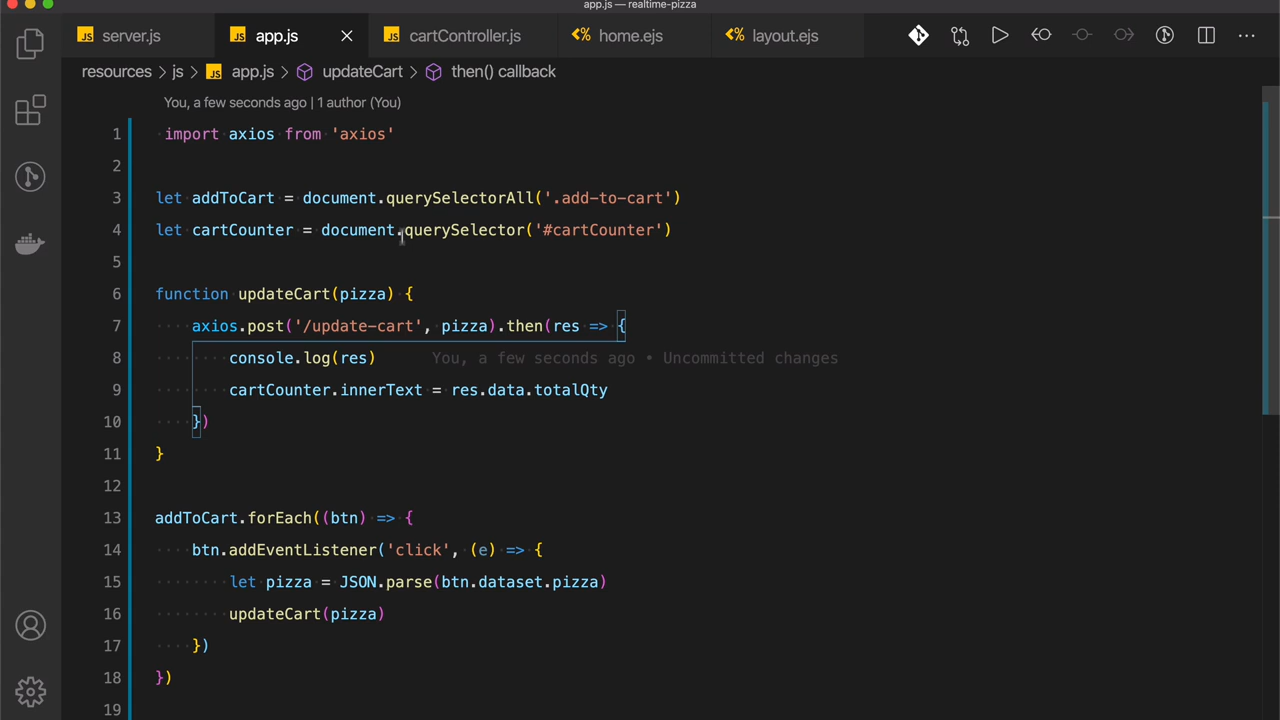 app.js — realtime-pizza
JS server.js JS app.js JS cartController.js <% home.ejs <% layout.ejs
resources > js > JS app.js > updateCart > then() callback
You, a few seconds ago | 1 author (You)
1 import axios from 'axios'
2
3 let addToCart = document.querySelectorAll('.add-to-cart')
4 let cartCounter = document.querySelector('#cartCounter')
5
6 function updateCart(pizza) {
7 axios.post('/update-cart', pizza).then(res => {
8 console.log(res) You, a few seconds ago • Uncommitted changes
9 cartCounter.innerText = res.data.totalQty
10 })
11 }
12
13 addToCart.forEach((btn) => {
14 btn.addEventListener('click', (e) => {
15 let pizza = JSON.parse(btn.dataset.pizza)
16 updateCart(pizza)
17 })
18 })
19